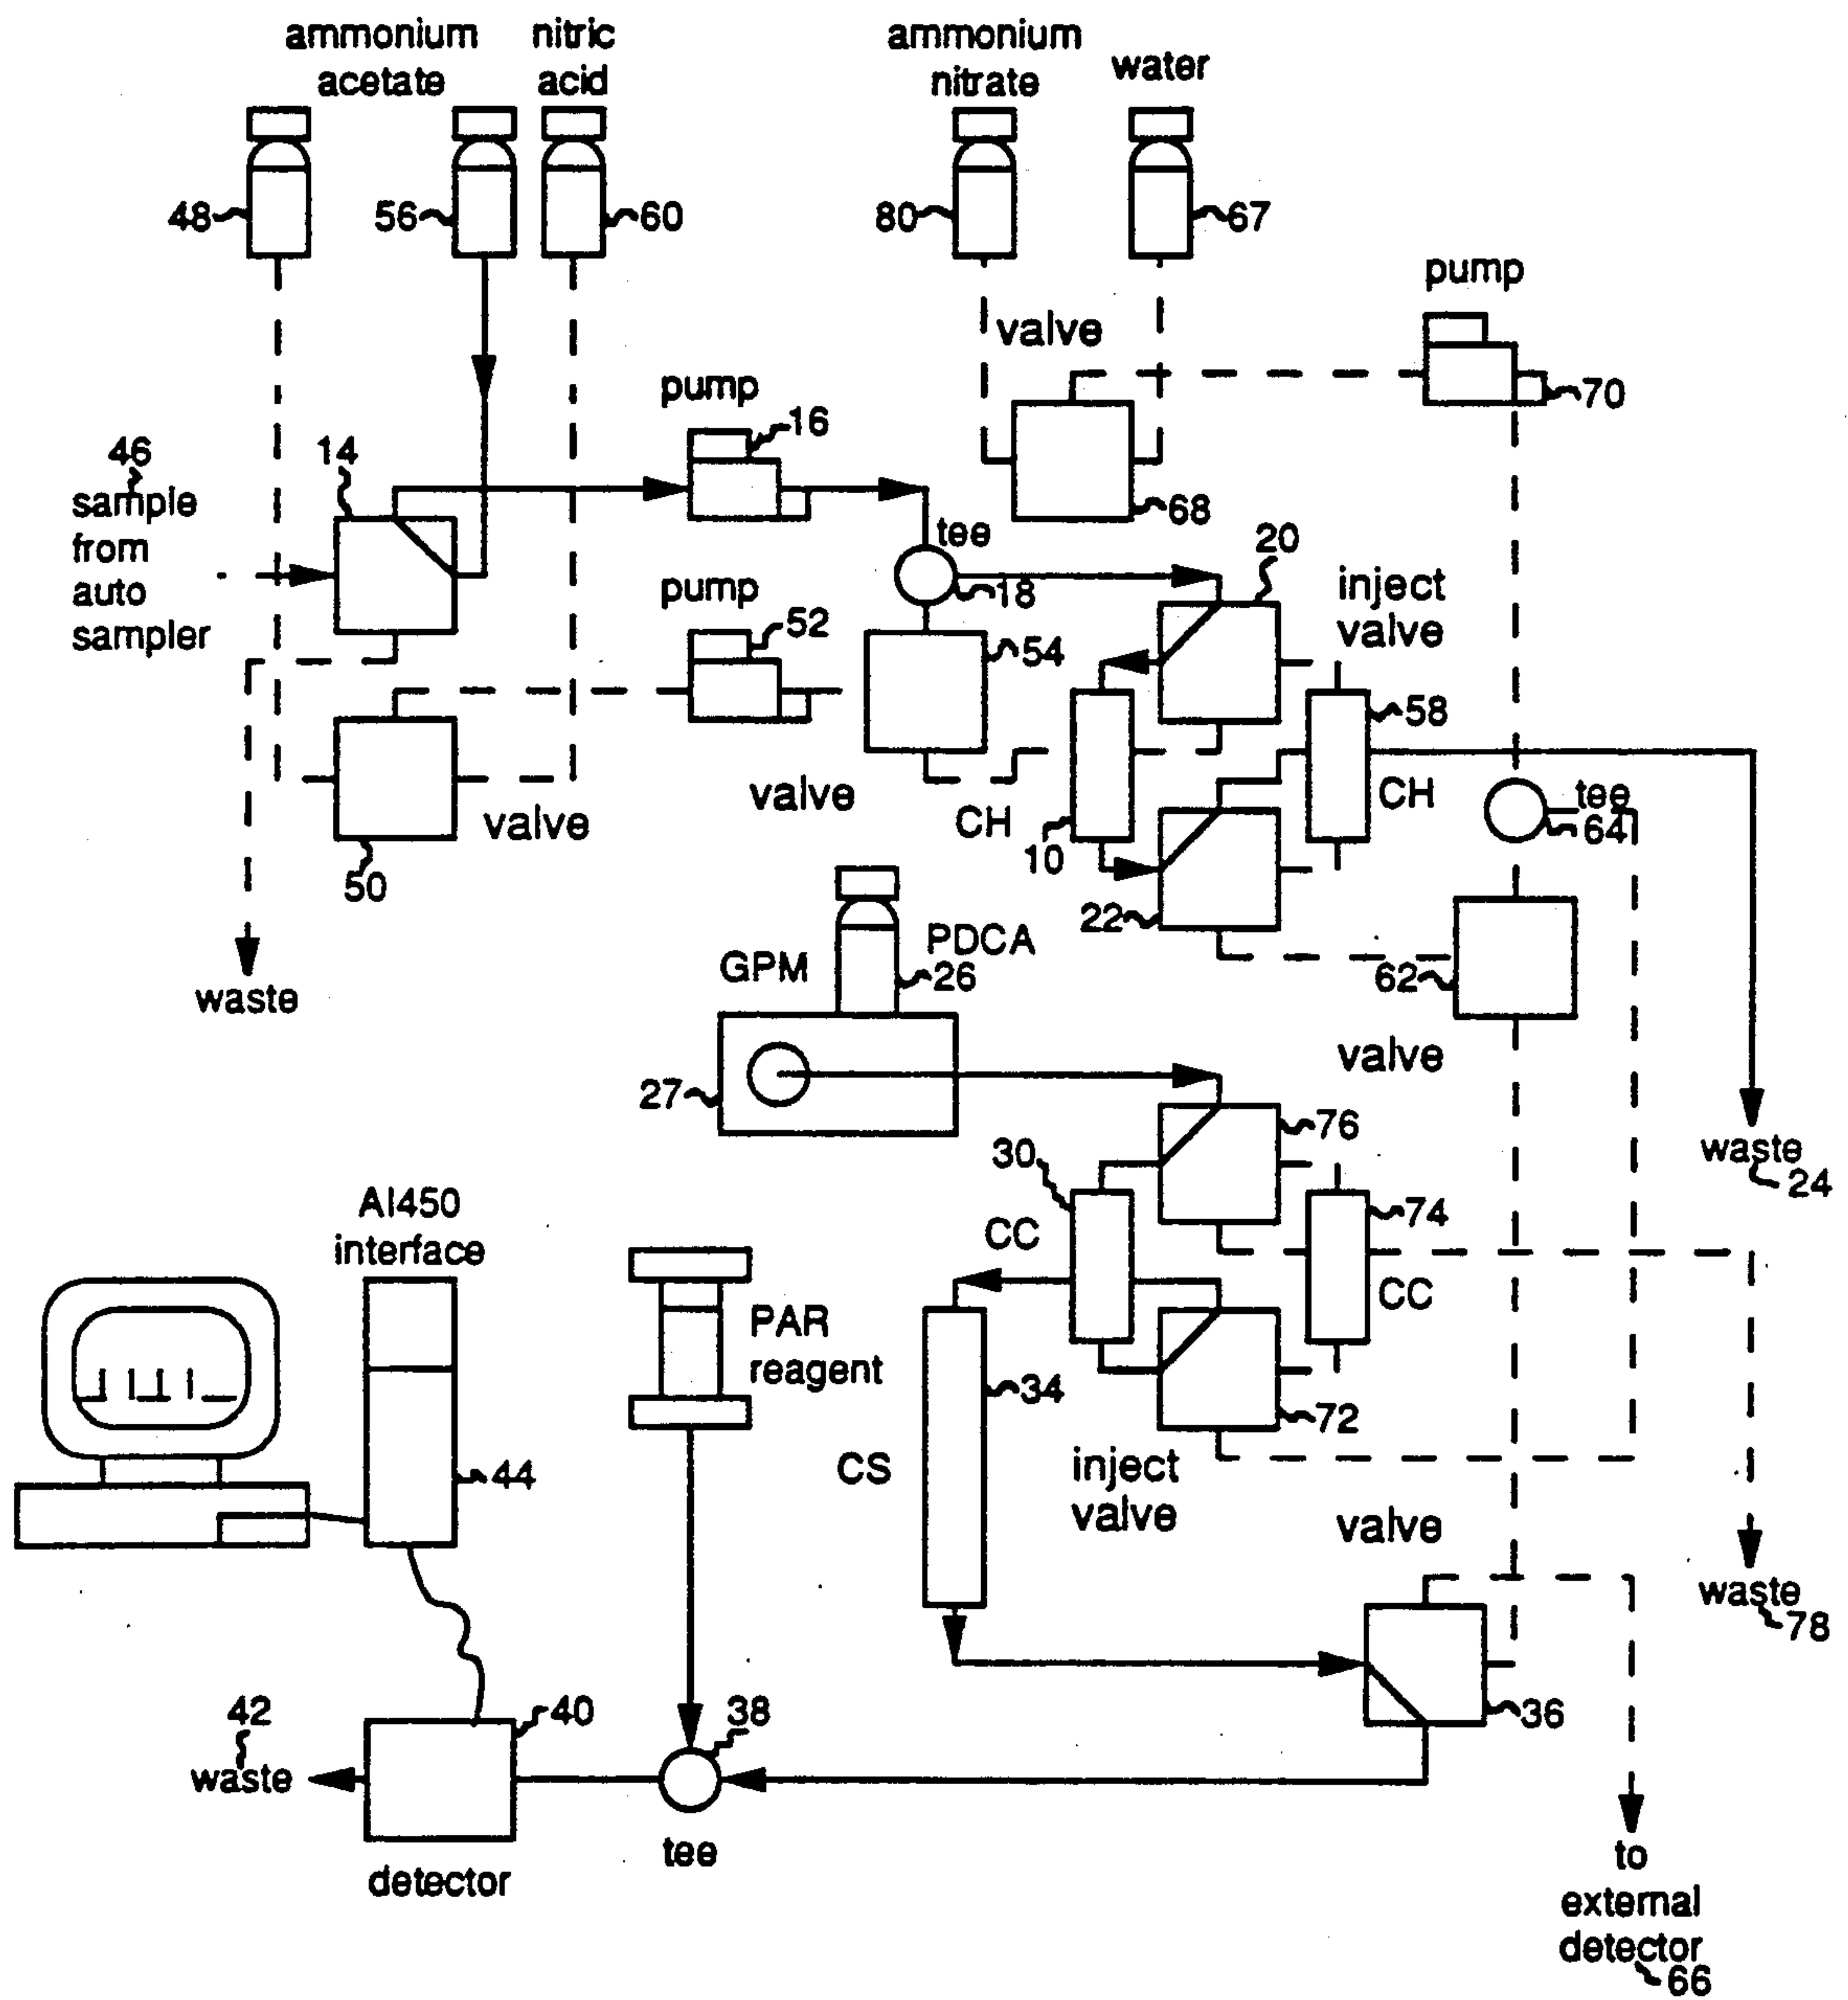 ammonium
acetate
nitric
acid
ammonium
nitrate
water
48
56
60
80
67
pump
70
valve
68
pump
16
46
sample
from
auto
sampler
14
tee
18
20
inject
valve
pump
52
54
58
CH
valve
50
valve
CH
10
22
tee
64
62
valve
waste
GPM
PDCA
26
27
76
waste
24
30
CC
74
CC
AI450
interface
PAR
reagent
34
72
44
CS
inject
valve
valve
waste
78
36
42
waste
40
38
detector
tee
to
external
detector
66